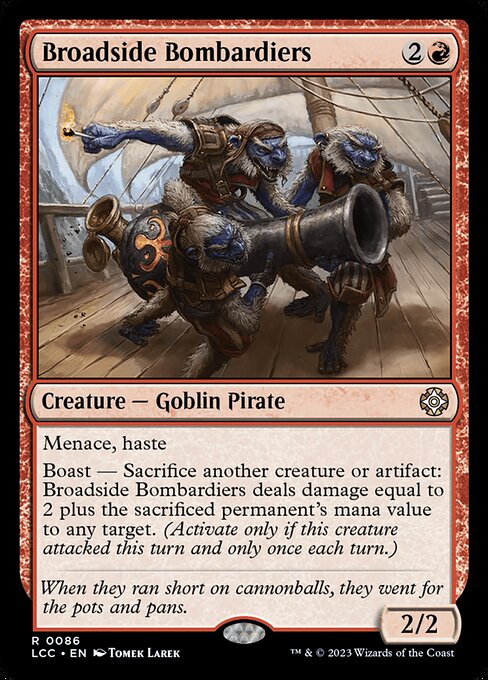 Broadside Bombardiers 2
Creature — Goblin Pirate
Menace, haste
Boast — Sacrifice another creature or artifact:
Broadside Bombardiers deals damage equal to
2 plus the sacrificed permanent's mana value
to any target. (Activate only if this creature
attacked this turn and only once each turn.)
When they ran short on cannonballs, they went for
the pots and pans.
2/2
R 0086
LCC • EN Tomek Larek
™ & © 2023 Wizards of the Coast